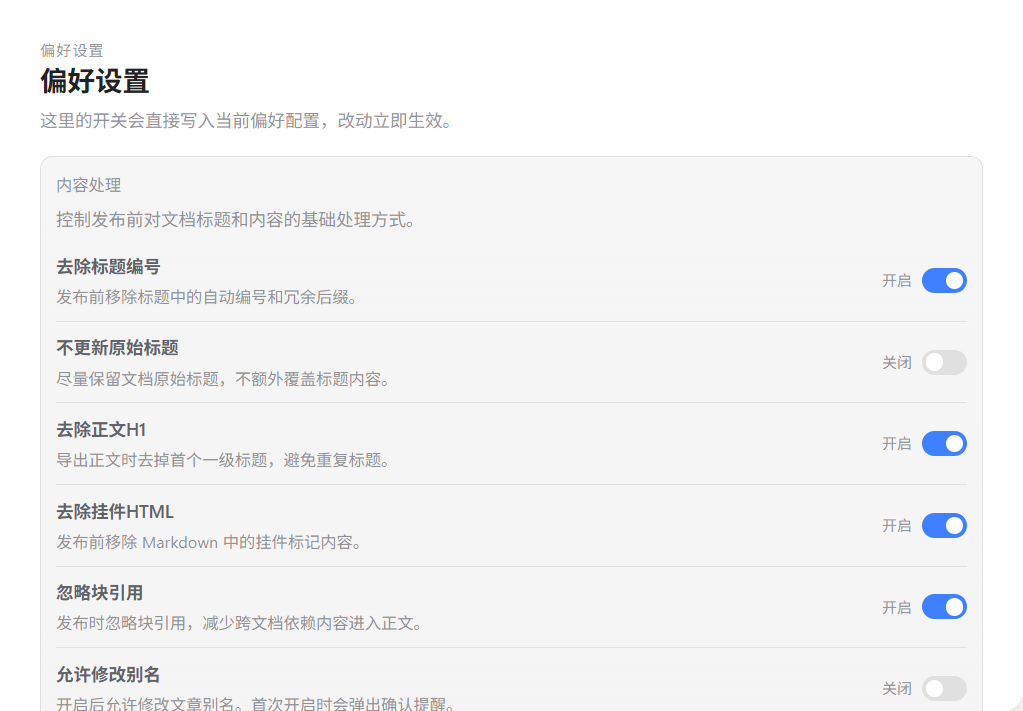 偏好设置
偏好设置
这里的开关会直接写入当前偏好配置，改动立即生效。
内容处理
控制发布前对文档标题和内容的基础处理方式。
去除标题编号
发布前移除标题中的自动编号和冗余后缀。
开启
不更新原始标题
尽量保留文档原始标题，不额外覆盖标题内容。
关闭
去除正文H1
导出正文时去掉首个一级标题，避免重复标题。
开启
去除挂件HTML
发布前移除 Markdown 中的挂件标记内容。
开启
忽略块引用
发布时忽略块引用，减少跨文档依赖内容进入正文。
开启
允许修改别名
开启后允许修改文章别名。首次开启时会弹出确认提醒。
关闭